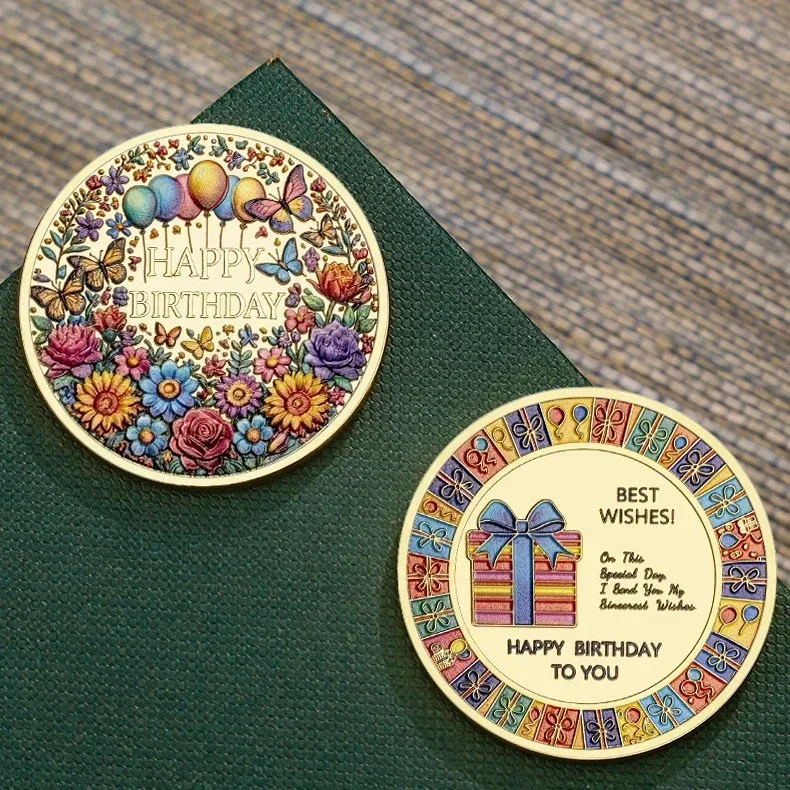 HAPPY
BIRTHDAY
BEST
WISHES!
On This
Special Day,
I Send You My
Sincerest Wishes
HAPPY BIRTHDAY
TO YOU